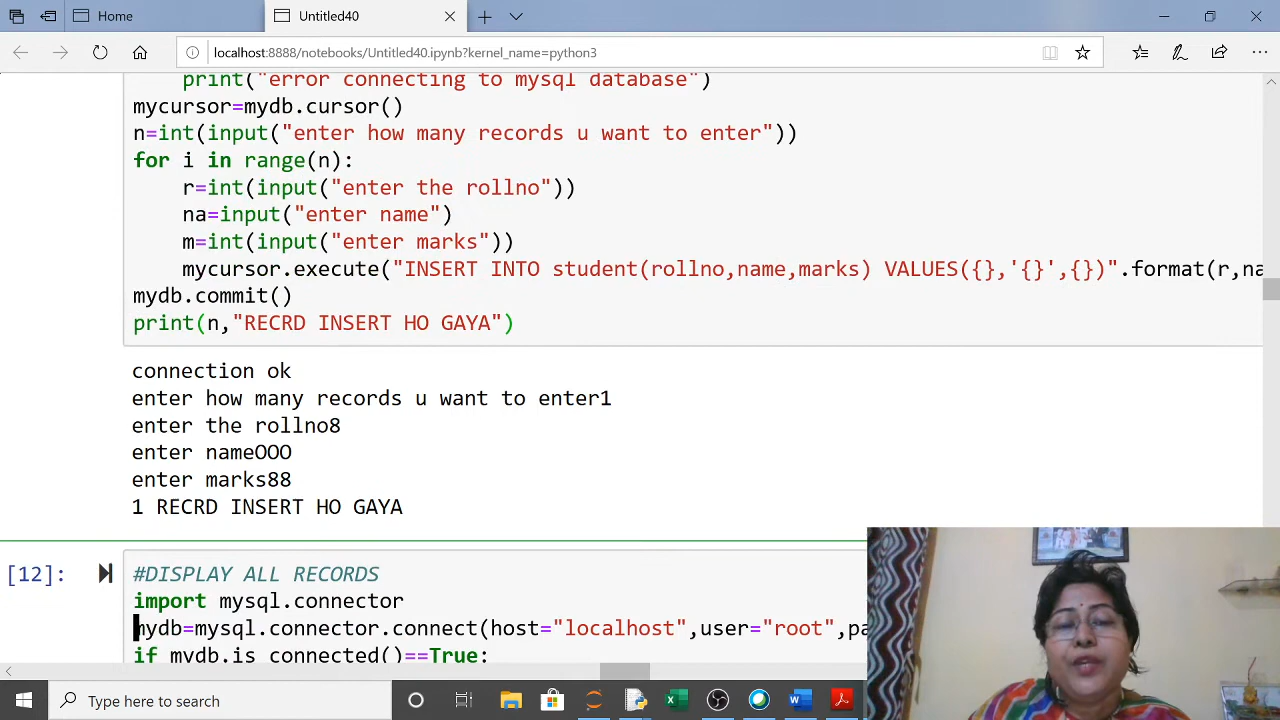 Home
Untitled40
localhost:8888/notebooks/Untitled40.ipynb?kernel_name=python3
print("error connecting to mysql database")
mycursor=mydb.cursor()
n=int(input("enter how many records u want to enter"))
for i in range(n):
r=int(input("enter the rollno"))
na=input("enter name")
m=int(input("enter marks"))
mycursor.execute("INSERT INTO student(rollno,name,marks) VALUES({},'{}',{})".format(r,na
mydb.commit()
print(n,"RECRD INSERT HO GAYA")
connection ok
enter how many records u want to enter1
enter the rollno8
enter nameOOO
enter marks88
1 RECRD INSERT HO GAYA
[12]:
#DISPLAY ALL RECORDS
import mysql.connector
mydb=mysql.connector.connect(host="localhost",user="root",pa
if mydb.is_connected()==True:
Type here to search